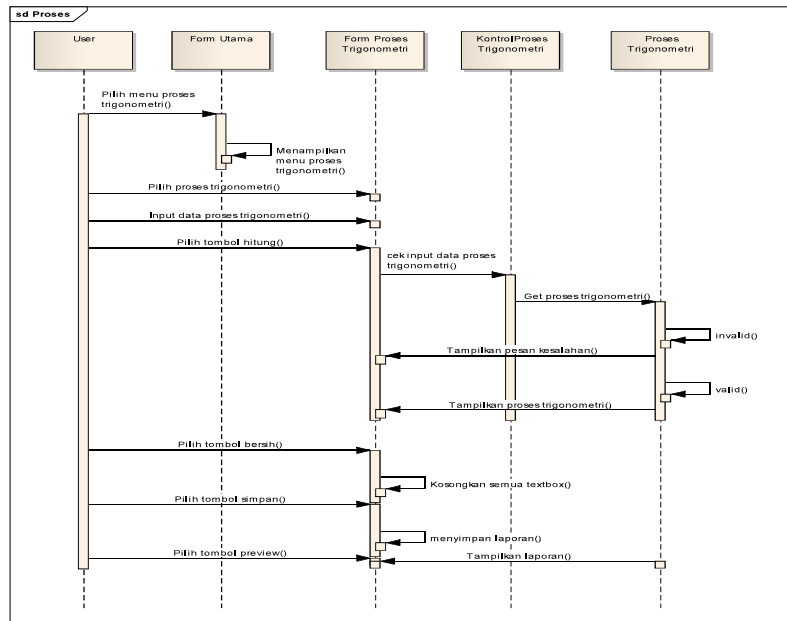 sd Proses
User
Form Utama
Form Proses
Trigonometri
KontrolProses
Trigonometri
Proses
Trigonometri
Pilih menu proses
trigonometri()
Menampilkan
menu proses
trigonometri()
Pilih proses trigonometri()
Input data proses trigonometri()
Pilih tombol hitung()
cek input data proses
trigonometri()
Get proses trigonometri()
invalid()
Tampilkan pesan kesalahan()
valid()
Tampilkan proses trigonometri()
Pilih tombol bersih()
Kosongkan semua textbox()
Pilih tombol simpan()
menyimpan laporan()
Pilih tombol preview()
Tampilkan laporan()